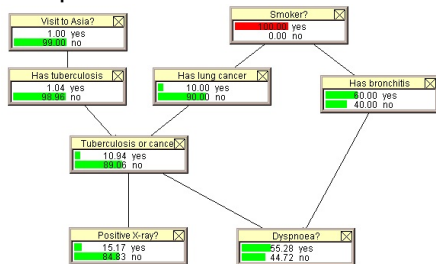 Visit to Asia?
1.00 yes
99.00 no
Smoker?
100.00 yes
0.00 no
Has tuberculosis
1.04 yes
98.96 no
Has lung cancer
10.00 yes
90.00 no
Has bronchitis
60.00 yes
40.00 no
Tuberculosis or cance
10.94 yes
89.06 no
Positive X-ray?
15.17 yes
84.83 no
Dyspnoea?
55.28 yes
44.72 no